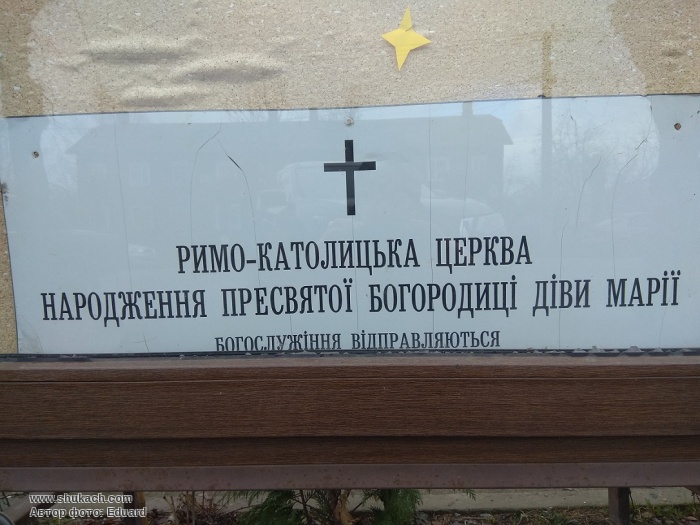 РИМО-КАТОЛИЦЬКА ЦЕРКВА
НАРОДЖЕННЯ ПРЕСВЯТОЇ БОГОРОДИЦІ ДІВИ МАРІЇ
БОГОСЛУЖІННЯ ВІДПРАВЛЯЮТЬСЯ
www.shukach.com
Автор фото: Eduard